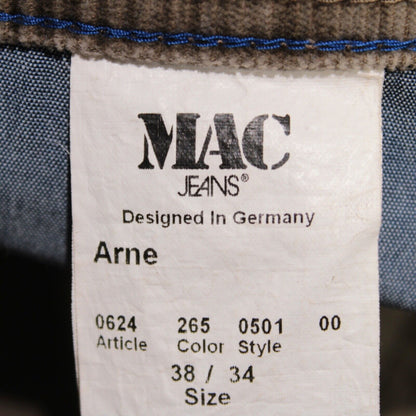 MAC
JEANS®
Designed In Germany
Arne
0624 265 0501 00
Article Color Style
38 / 34
Size